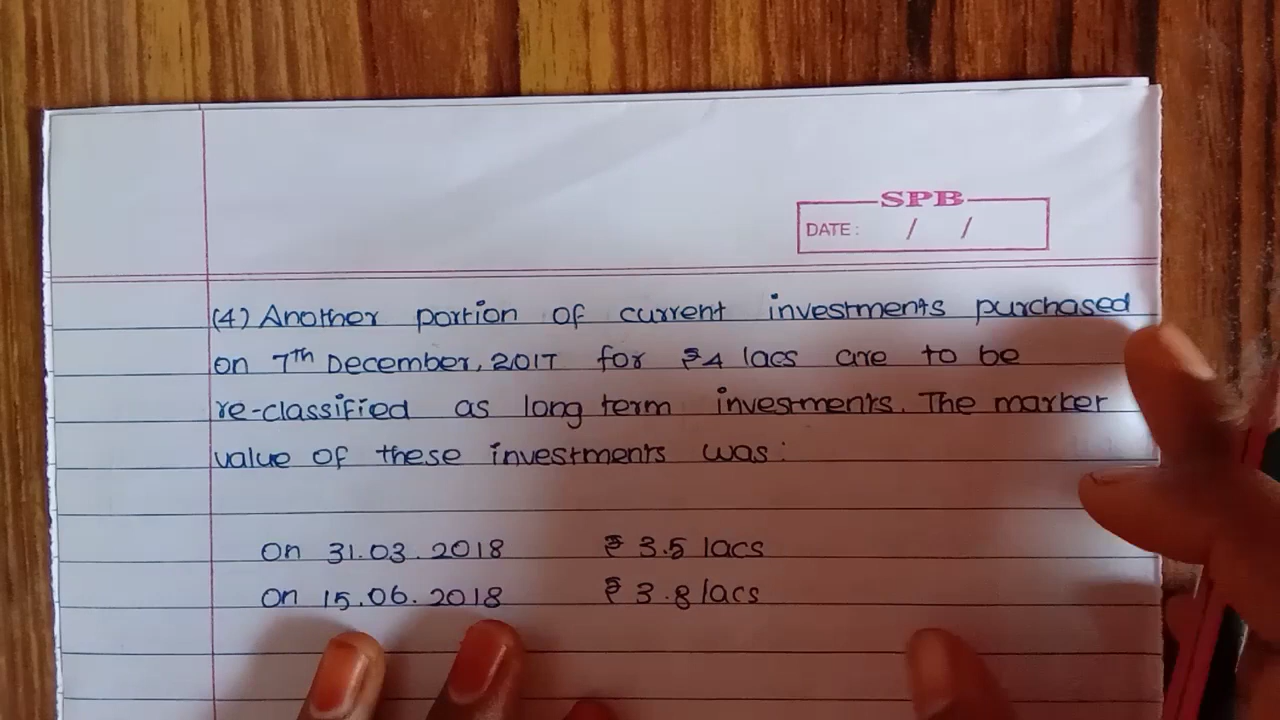 SPB
DATE: / /
(4) Another portion of current investments purchased
on 7th December, 2017 for ₹4 lacs are to be
re-classified as long term investments. The market
value of these investments was:
On 31.03.2018 ₹ 3.5 lacs
On 15.06.2018 ₹ 3.8 lacs